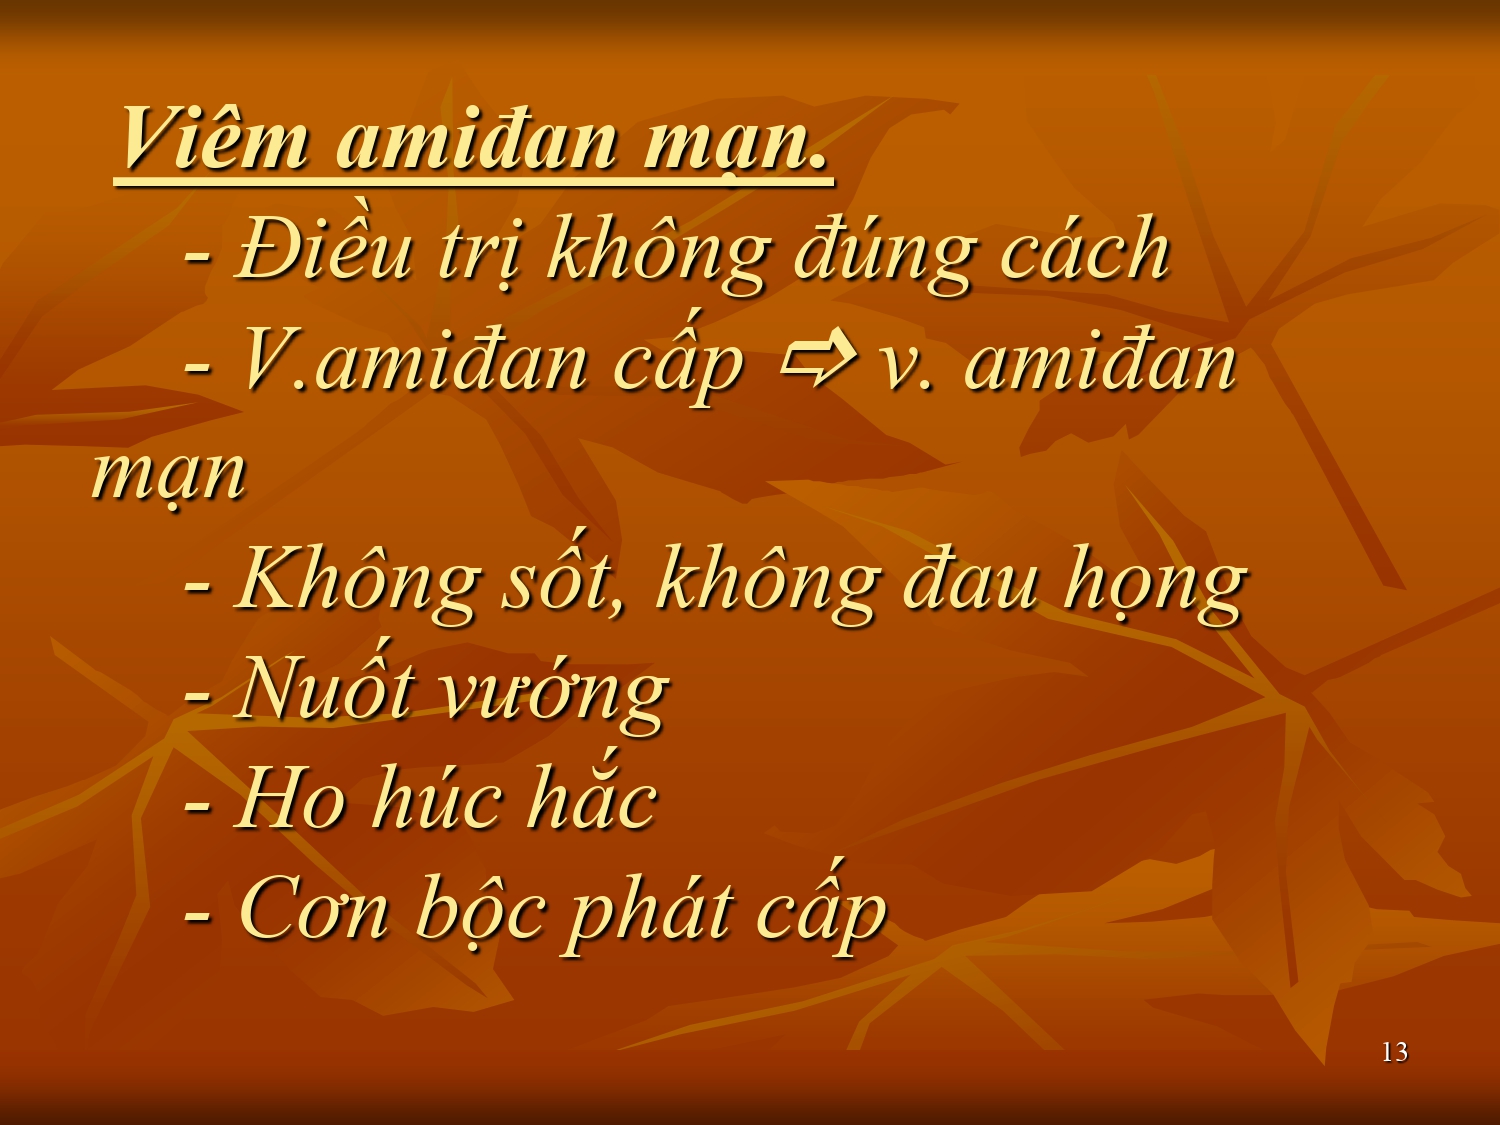 Viêm amiđan mạn.
- Điều trị không đúng cách
- V.amiđan cấp ➩ v. amiđan
mạn
- Không sốt, không đau họng
- Nuốt vướng
- Ho húc hắc
- Cơn bộc phát cấp
13